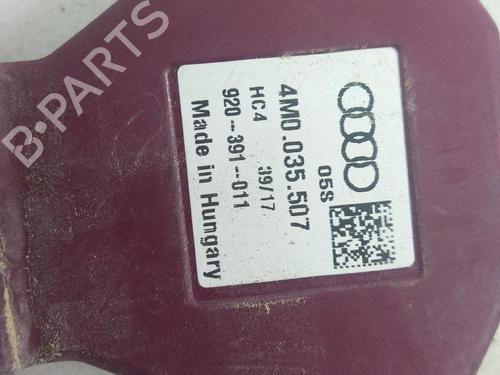 B-PARTS
4M0.035.507
05S
HC4 39/17
920--391-011
Made in Hungary